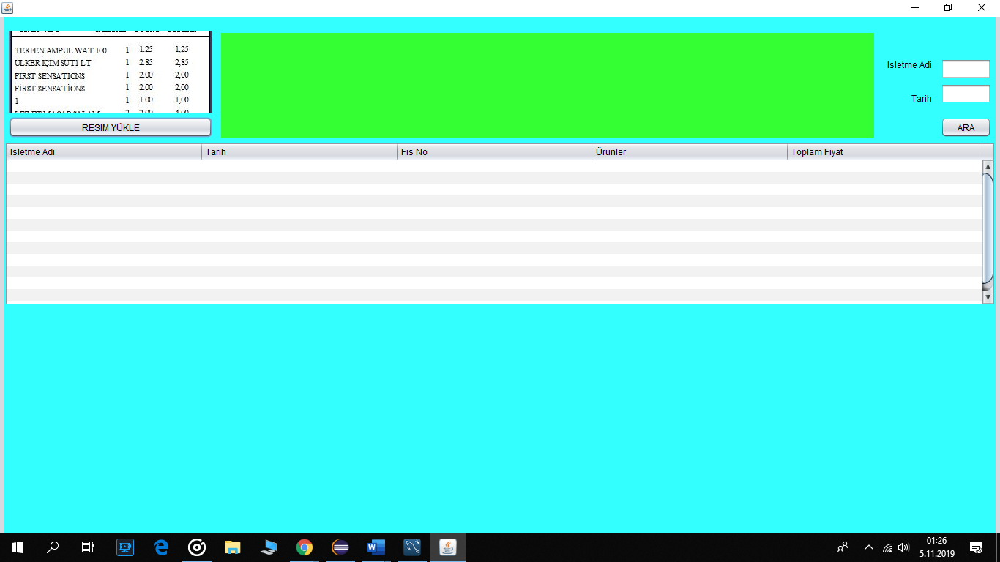 TEKFEN AMPUL WAT 100 1 1.25 1,25
ÜLKER İÇİM SÜT1 LT 1 2.85 2,85
FİRST SENSATİONS 1 2.00 2,00
FİRST SENSATİONS 1 2.00 2,00
1 1 1.00 1,00
RESIM YÜKLE
Isletme Adi
Tarih
ARA
Isletme Adi Tarih Fis No Ürünler Toplam Fiyat
01:26
5.11.2019